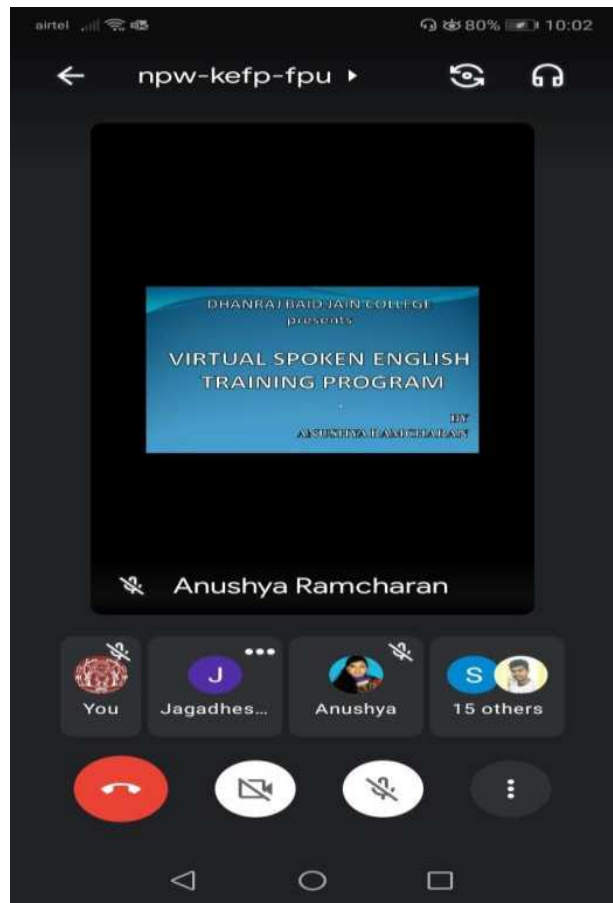 airtel 80% 10:02
npw-kefp-fpu
DHANRAJ BAID JAIN COLLEGE
presents
VIRTUAL SPOKEN ENGLISH
TRAINING PROGRAM
BY
ANUSHYA RAMCHARAN
Anushya Ramcharan
J S
You Jagadhes... Anushya 15 others